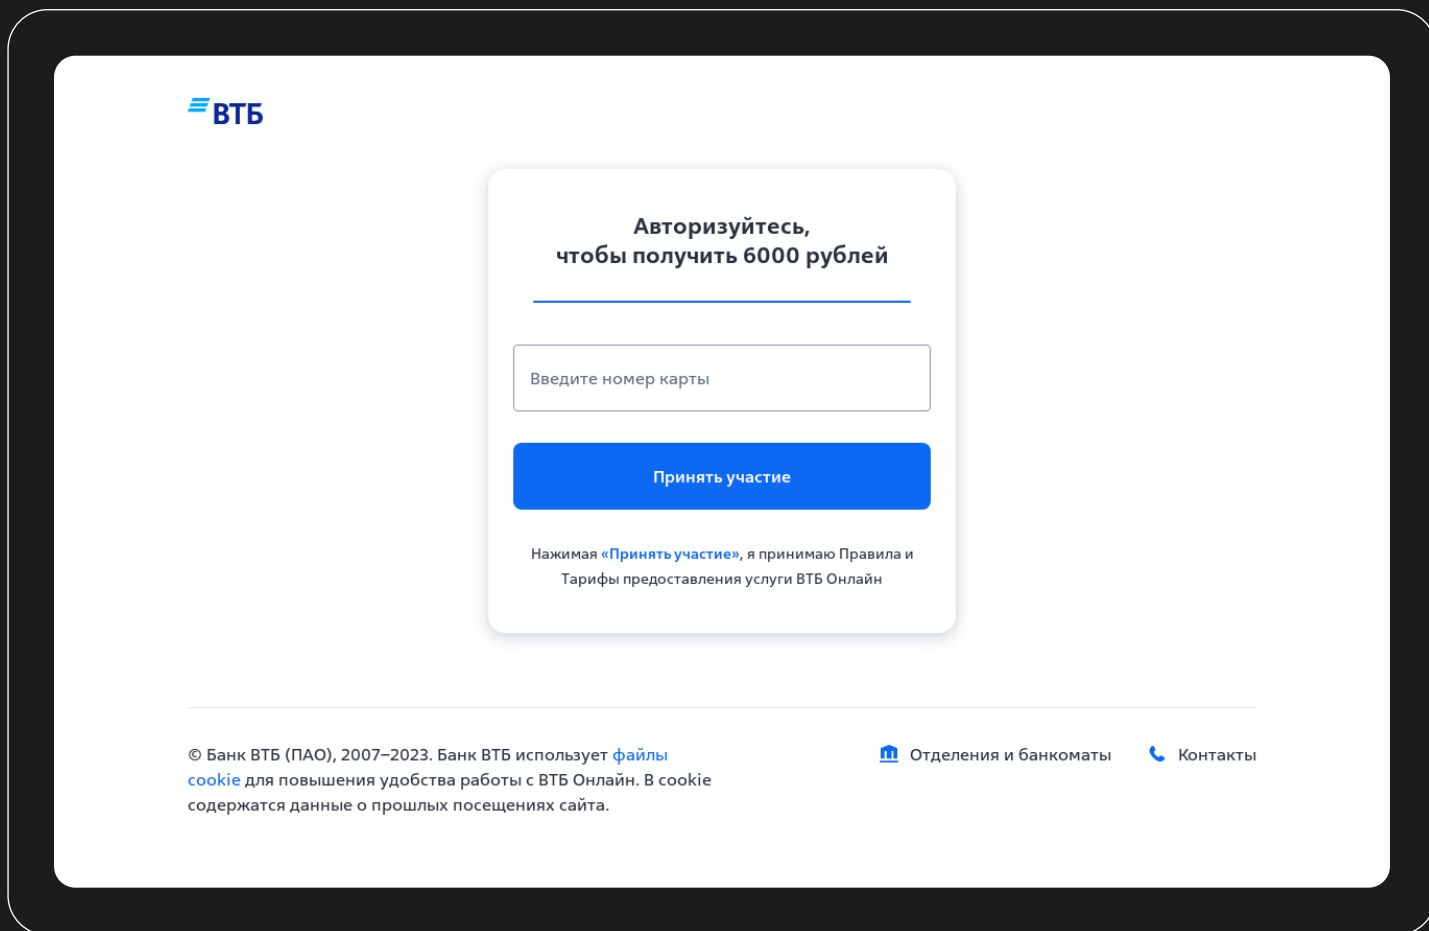 ВТБ
Авторизуйтесь,
чтобы получить 6000 рублей
Введите номер карты
Принять участие
Нажимая «Принять участие», я принимаю Правила и
Тарифы предоставления услуги ВТБ Онлайн
© Банк ВТБ (ПАО), 2007–2023. Банк ВТБ использует файлы
cookie для повышения удобства работы с ВТБ Онлайн. В cookie
содержатся данные о прошлых посещениях сайта.
Отделения и банкоматы
Контакты